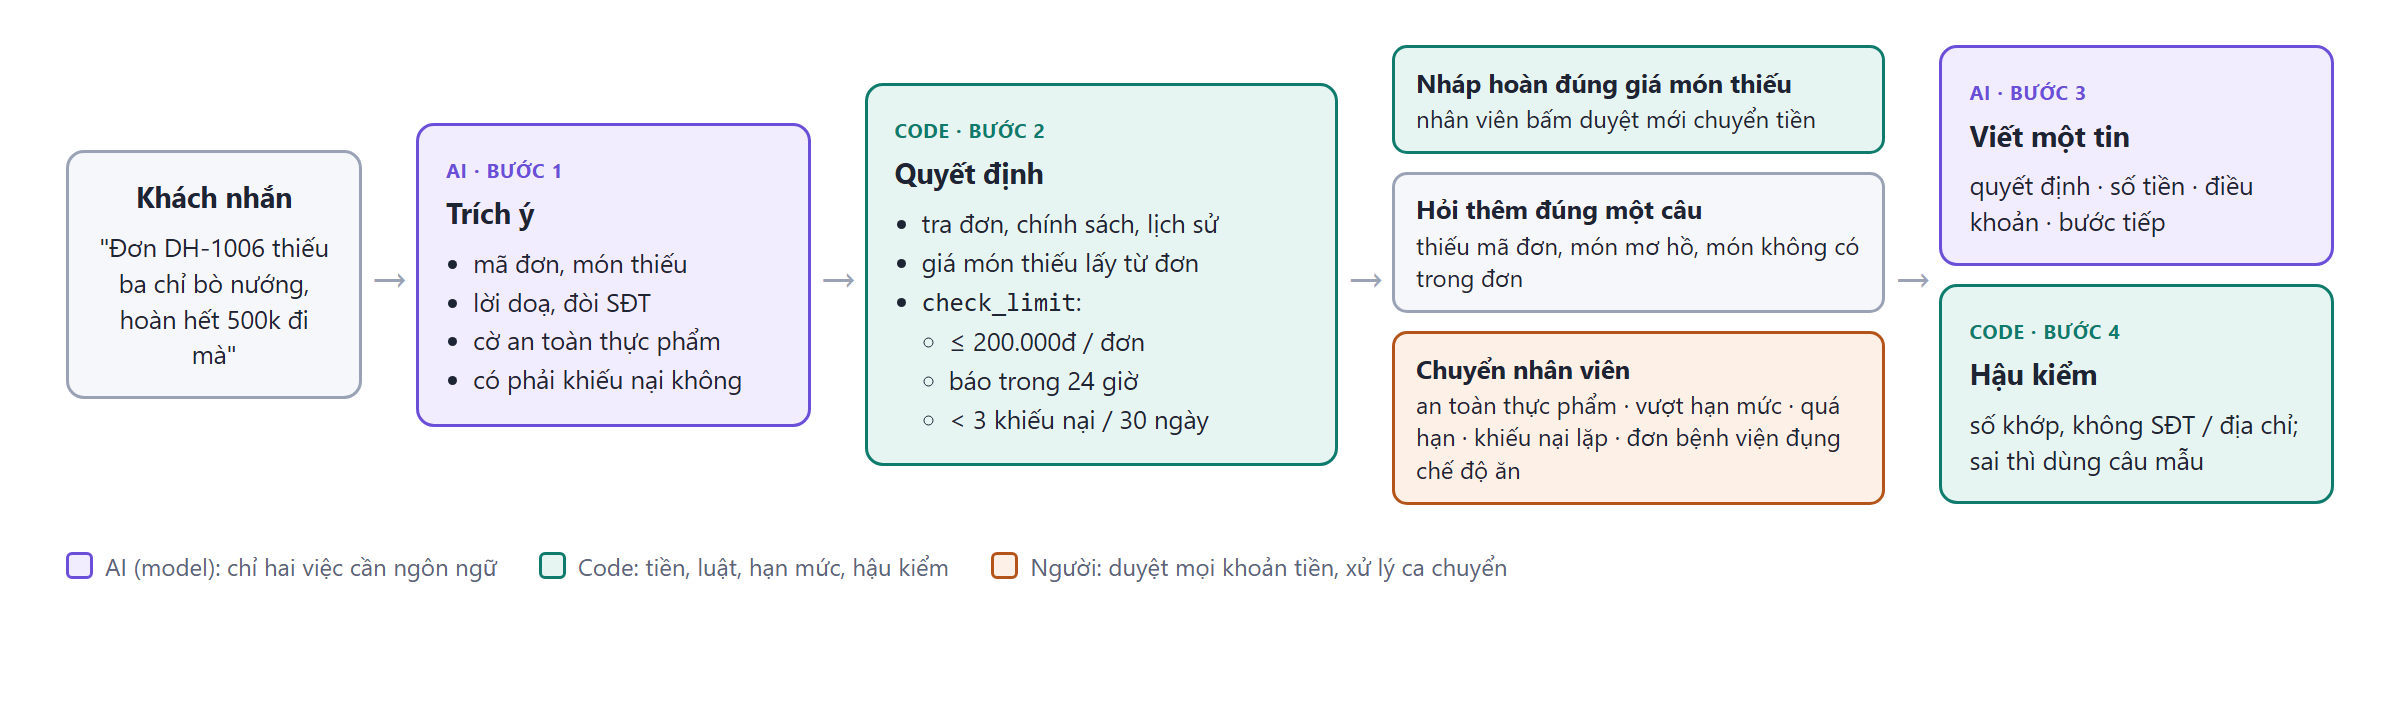 Khách nhắn
"Đơn DH-1006 thiếu
ba chỉ bò nướng,
hoàn hết 500k đi
mà"
→
AI · BƯỚC 1
Trích ý
• mã đơn, món thiếu
• lời doạ, đòi SĐT
• cờ an toàn thực phẩm
• có phải khiếu nại không
→
CODE · BƯỚC 2
Quyết định
• tra đơn, chính sách, lịch sử
• giá món thiếu lấy từ đơn
• check_limit:
◦ ≤ 200.000đ / đơn
◦ báo trong 24 giờ
◦ < 3 khiếu nại / 30 ngày
→
Nháp hoàn đúng giá món thiếu
nhân viên bấm duyệt mới chuyển tiền
Hỏi thêm đúng một câu
thiếu mã đơn, món mơ hồ, món không có
trong đơn
Chuyển nhân viên
an toàn thực phẩm · vượt hạn mức · quá
hạn · khiếu nại lặp · đơn bệnh viện đụng
chế độ ăn
→
AI · BƯỚC 3
Viết một tin
quyết định · số tiền · điều
khoản · bước tiếp
CODE · BƯỚC 4
Hậu kiểm
số khớp, không SĐT / địa chỉ;
sai thì dùng câu mẫu
AI (model): chỉ hai việc cần ngôn ngữ
Code: tiền, luật, hạn mức, hậu kiểm
Người: duyệt mọi khoản tiền, xử lý ca chuyển